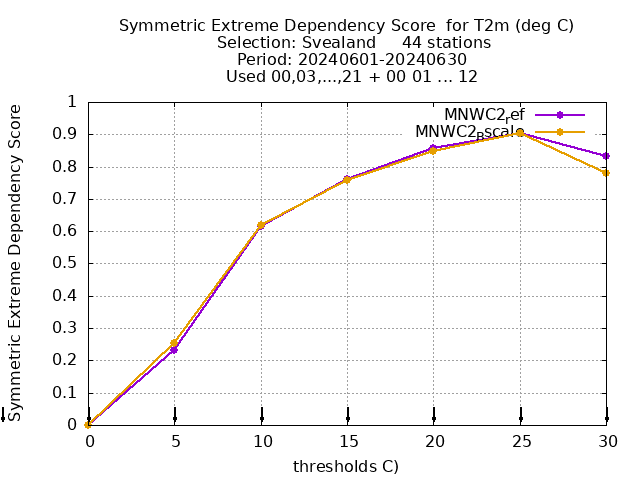 Symmetric Extreme Dependency Score for T2m (deg C)
Selection: Svealand 44 stations
Period: 20240601-20240630
Used 00,03,...,21 + 00 01 ... 12
Symmetric Extreme Dependency Score
1
0.9
0.8
0.7
0.6
0.5
0.4
0.3
0.2
0.1
0
MNWC2ref
MNWC2Bscale
0 5 10 15 20 25 30
thresholds C)